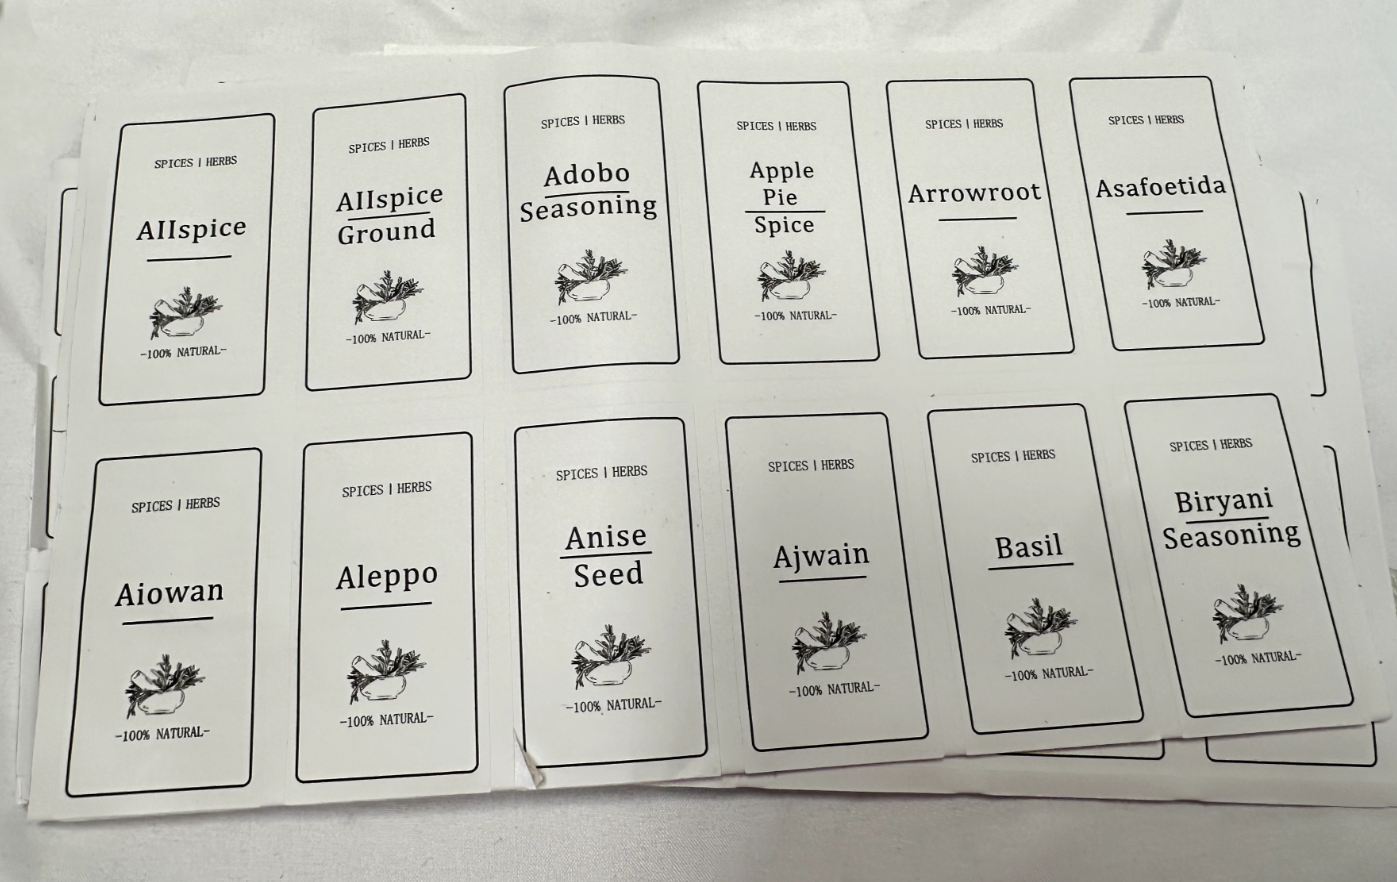 SPICES | HERBS
AIIspice
-100% NATURAL-
SPICES | HERBS
AIIspice
Ground
-100% NATURAL-
SPICES | HERBS
Adobo
Seasoning
-100% NATURAL-
SPICES | HERBS
Apple
Pie
Spice
-100% NATURAL-
SPICES | HERBS
Arrowroot
-100% NATURAL-
SPICES | HERBS
Asafoetida
-100% NATURAL-
SPICES | HERBS
Aiowan
-100% NATURAL-
SPICES | HERBS
Aleppo
-100% NATURAL-
SPICES | HERBS
Anise
Seed
-100% NATURAL-
SPICES | HERBS
Ajwain
-100% NATURAL-
SPICES | HERBS
Basil
-100% NATURAL-
SPICES | HERBS
Biryani
Seasoning
-100% NATURAL-